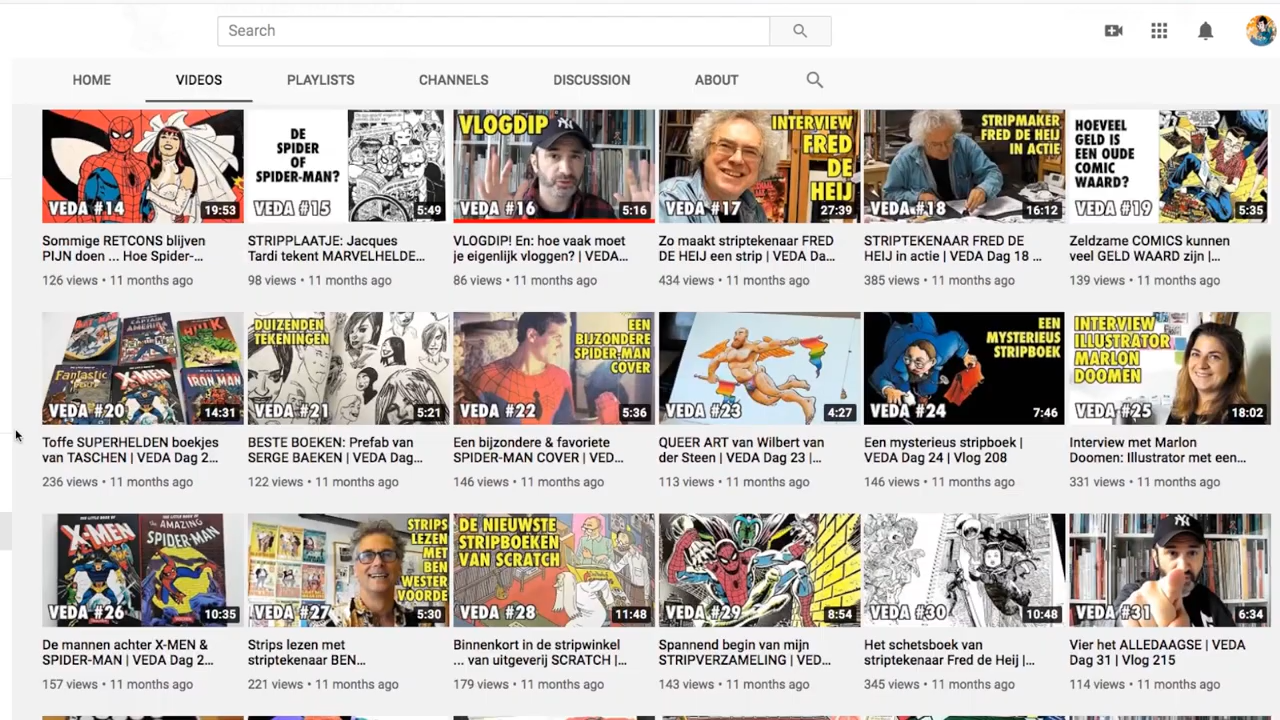 Search
HOME VIDEOS PLAYLISTS CHANNELS DISCUSSION ABOUT
VEDA #14 19:53
DE
SPIDER
OF
SPIDER-MAN?
VEDA #15 5:49
VLOGDIP
VEDA #16 5:16
INTERVIEW
FRED
DE
HEIJ
VEDA #17 27:39
STRIPMAKER
FRED DE HEIJ
IN ACTIE
VEDA #18 16:12
HOEVEEL
GELD IS
EEN OUDE
COMIC
WAARD?
VEDA #19 5:35
Sommige RETCONS blijven
PIJN doen ... Hoe Spider-...
126 views • 11 months ago
STRIPPLAATJE: Jacques
Tardi tekent MARVELHELDE...
98 views • 11 months ago
VLOGDIP! En: hoe vaak moet
je eigenlijk vloggen? | VEDA...
86 views • 11 months ago
Zo maakt striptekenaar FRED
DE HEIJ een strip | VEDA Da...
434 views • 11 months ago
STRIPTEKENAAR FRED DE
HEIJ in actie | VEDA Dag 18 ...
385 views • 11 months ago
Zeldzame COMICS kunnen
veel GELD WAARD zijn |...
139 views • 11 months ago
CAPTAIN
AMERICA
HULK
FANTASTIC
X-MEN
IRON MAN
VEDA #20 14:31
DUIZENDEN
TEKENINGEN
VEDA #21 5:21
EEN
BIJZONDERE
SPIDER-MAN
COVER
VEDA #22 5:36
VEDA #23 4:27
EEN
MYSTERIEUS
STRIPBOEK
VEDA #24 7:46
INTERVIEW
ILLUSTRATOR
MARLON
DOOMEN
VEDA #25 18:02
Toffe SUPERHELDEN boekjes
van TASCHEN | VEDA Dag 2...
236 views • 11 months ago
BESTE BOEKEN: Prefab van
SERGE BAEKEN | VEDA Dag...
122 views • 11 months ago
Een bijzondere & favoriete
SPIDER-MAN COVER | VED...
146 views • 11 months ago
QUEER ART van Wilbert van
der Steen | VEDA Dag 23 |...
113 views • 11 months ago
Een mysterieus stripboek |
VEDA Dag 24 | Vlog 208
146 views • 11 months ago
Interview met Marlon
Doomen: Illustrator met een...
331 views • 11 months ago
X-MEN
THE AMAZING
SPIDER-MAN
VEDA #26 10:35
STRIPS
LEZEN
MET
BEN
WESTER
VOORDE
VEDA #27 5:30
DE NIEUWSTE
STRIPBOEKEN
VAN SCRATCH
VEDA #28 11:48
VEDA #29 8:54
VEDA #30 10:48
VEDA #31 6:34
De mannen achter X-MEN &
SPIDER-MAN | VEDA Dag 2...
157 views • 11 months ago
Strips lezen met
striptekenaar BEN...
221 views • 11 months ago
Binnenkort in de stripwinkel
... van uitgeverij SCRATCH |...
179 views • 11 months ago
Spannend begin van mijn
STRIPVERZAMELING | VED...
143 views • 11 months ago
Het schetsboek van
striptekenaar Fred de Heij |...
345 views • 11 months ago
Vier het ALLEDAAGSE | VEDA
Dag 31 | Vlog 215
114 views • 11 months ago